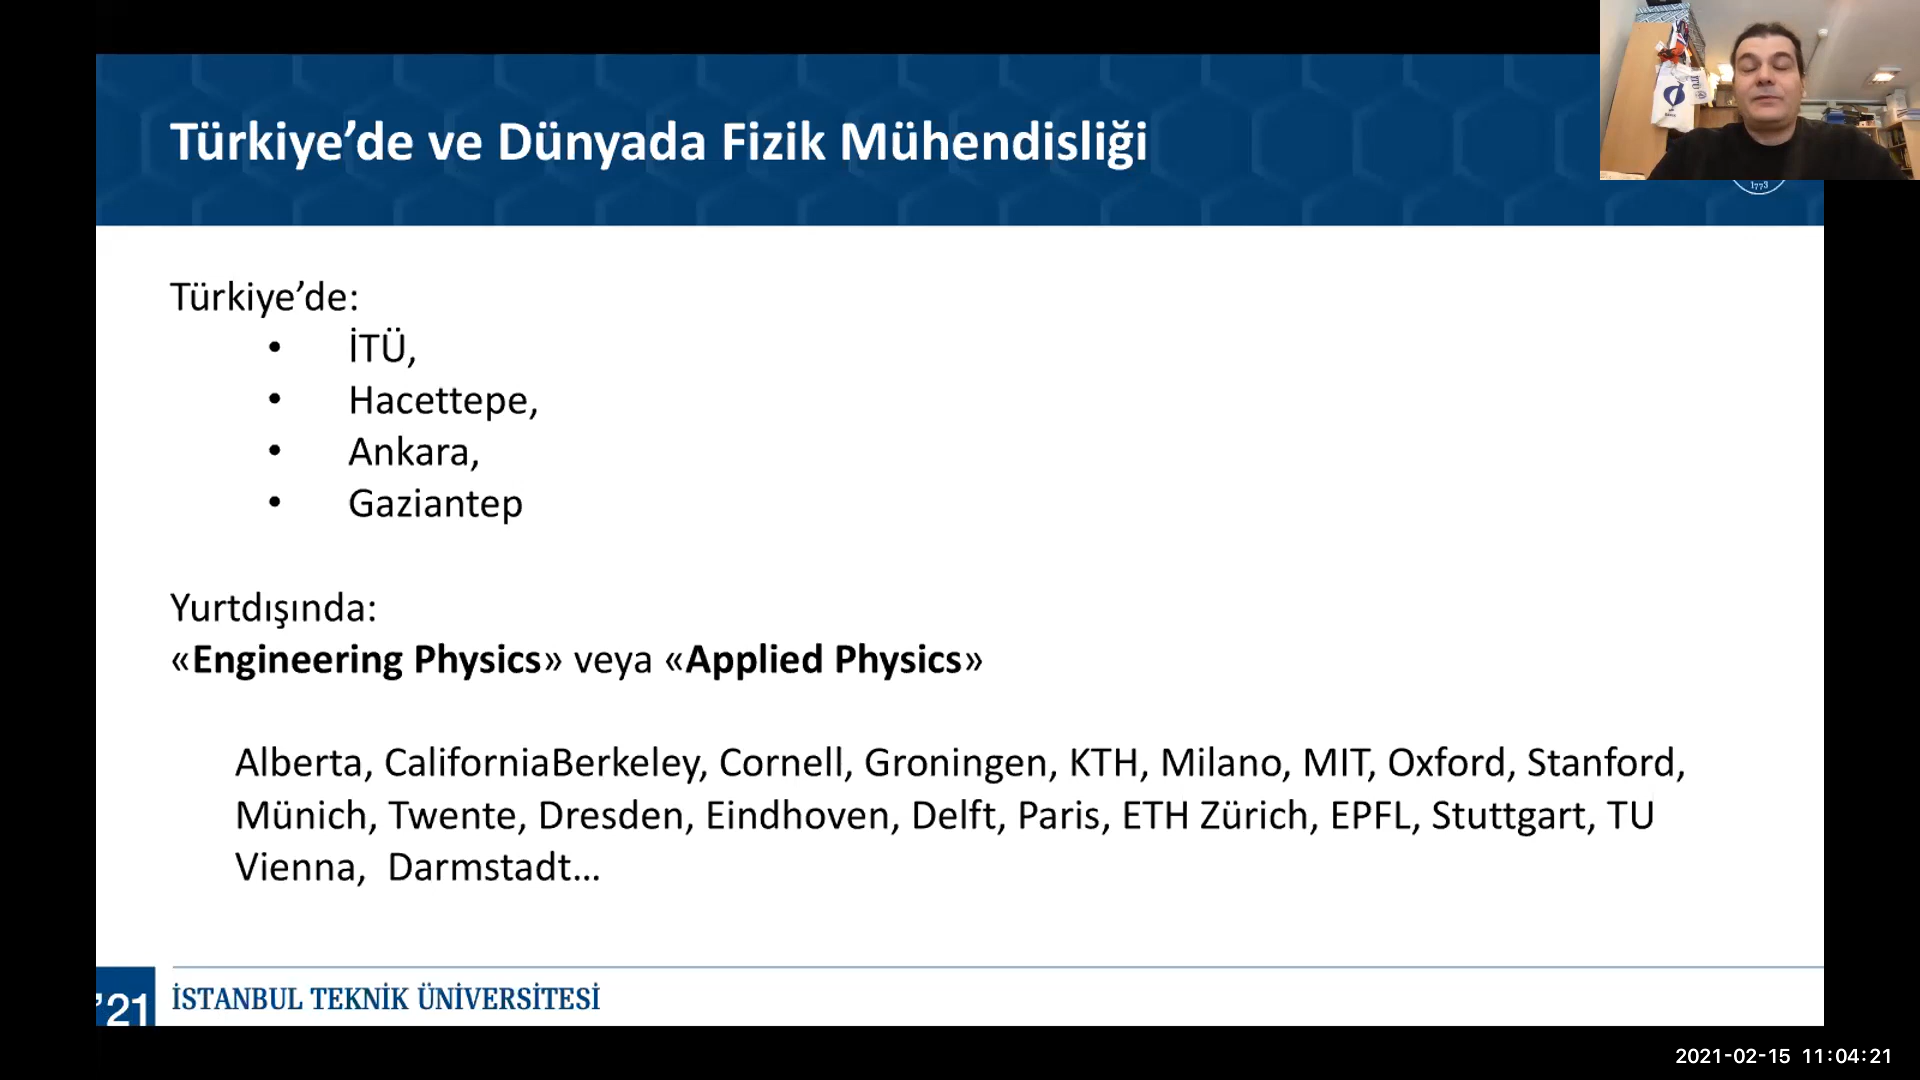 Türkiye’de ve Dünyada Fizik Mühendisliği
1773
Türkiye’de:
• İTÜ,
• Hacettepe,
• Ankara,
• Gaziantep
Yurtdışında:
«Engineering Physics» veya «Applied Physics»
Alberta, CaliforniaBerkeley, Cornell, Groningen, KTH, Milano, MIT, Oxford, Stanford,
Münich, Twente, Dresden, Eindhoven, Delft, Paris, ETH Zürich, EPFL, Stuttgart, TU
Vienna, Darmstadt...
’21
İSTANBUL TEKNİK ÜNİVERSİTESİ
2021-02-15 11:04:21